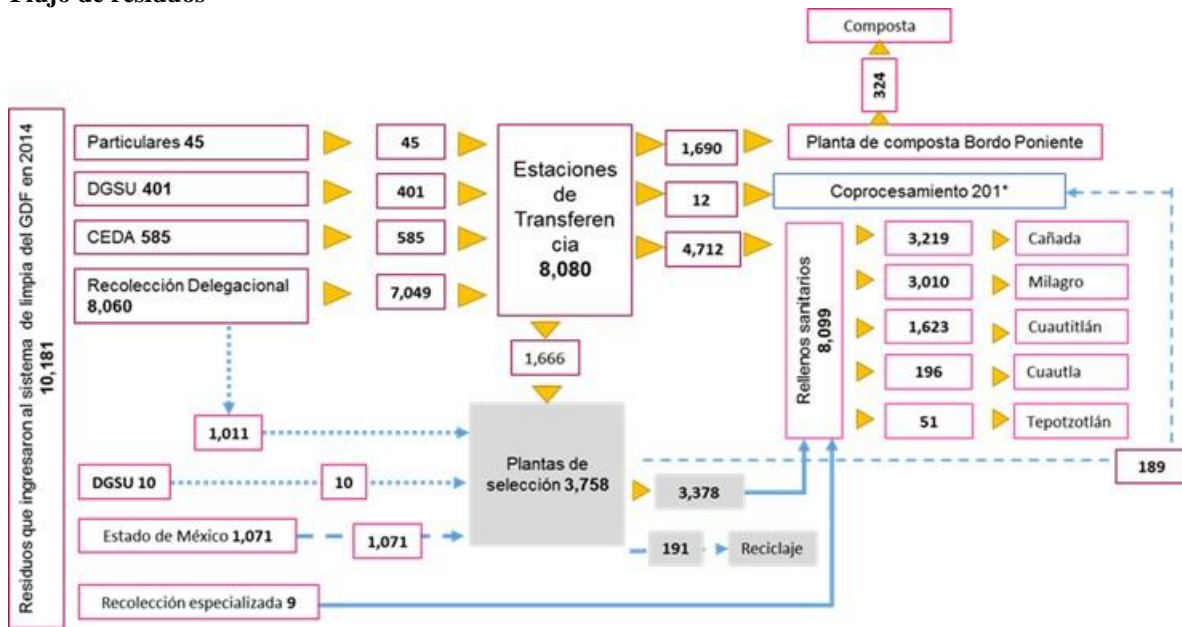 Flujo de residuos
Composta
324
Residuos que ingresaron al sistema de limpia del GDF en 2014
10,181
Particulares 45
45
DGSU 401
401
CEDA 585
585
Recolección Delegacional
8,060
7,049
Estaciones
de
Transferen
cia
8,080
1,690
12
4,712
Planta de composta Bordo Poniente
Coprocesamiento 201*
Rellenos sanitarios
8,099
3,219
Cañada
3,010
Milagro
1,623
Cuautitlán
196
Cuautla
51
Tepotzotlán
1,666
1,011
DGSU 10
10
Plantas de
selección 3,758
189
3,378
Estado de México 1,071
1,071
191
Reciclaje
Recolección especializada 9